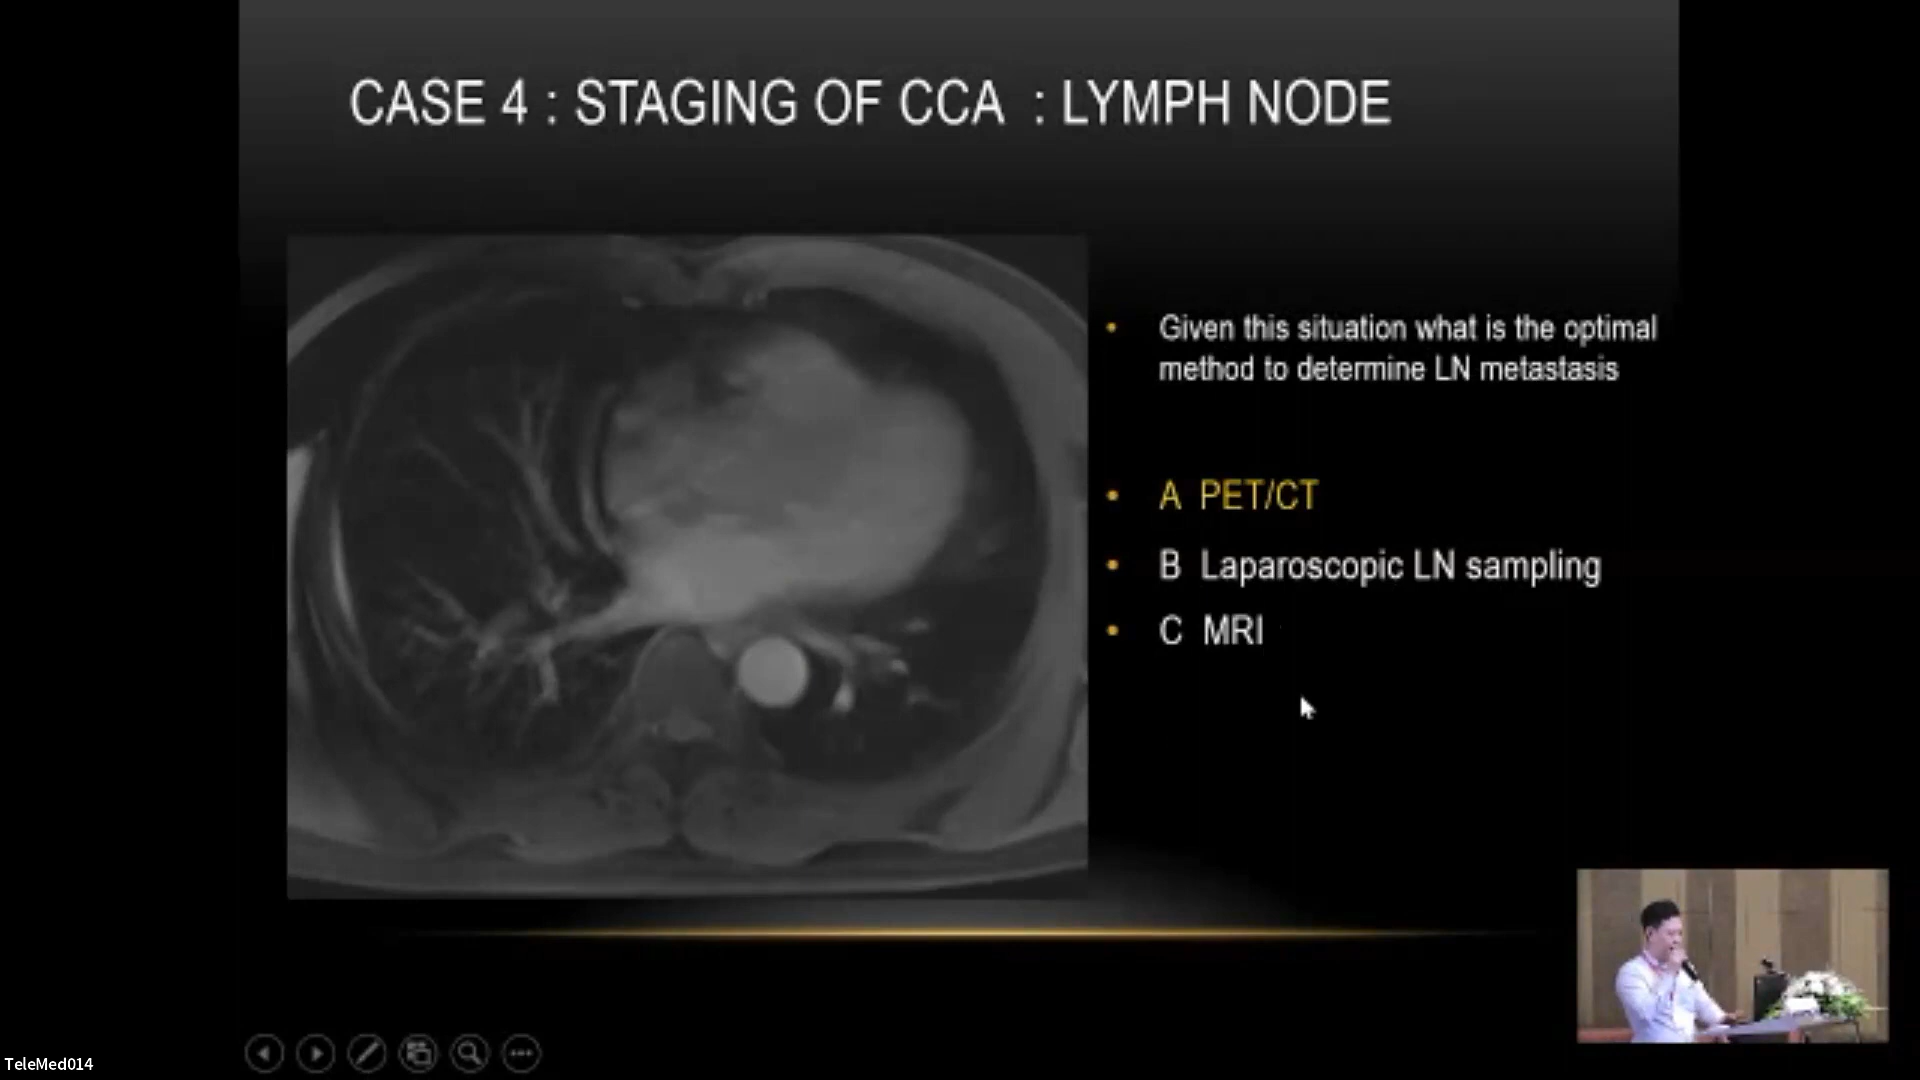 CASE 4 : STAGING OF CCA : LYMPH NODE
• Given this situation what is the optimal
method to determine LN metastasis
• A PET/CT
• B Laparoscopic LN sampling
• C MRI
TeleMed014